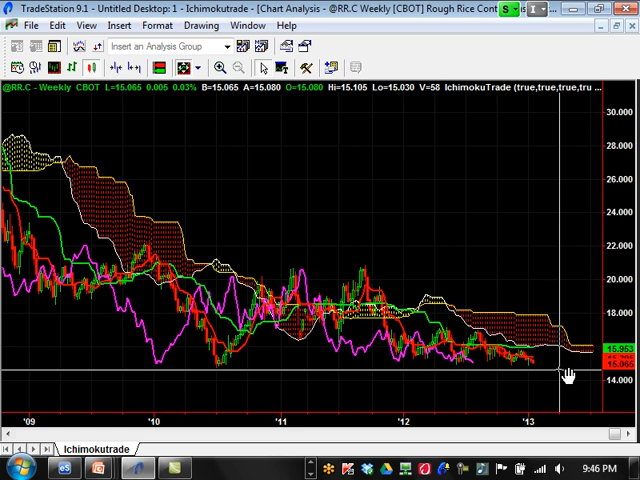 TradeStation 9.1 - Untitled Desktop: 1 - Ichimokutrade - [Chart Analysis - @RR.C Weekly [CBOT] Rough Rice Cont
S
I
File Edit View Insert Format Drawing Window Help
Insert an Analysis Group
@RR.C - Weekly CBOT L=15.065 0.005 0.03% B=15.065 A=15.080 O=15.080 Hi=15.105 Lo=15.030 V=58 IchimokuTrade (true,true,true,tru ...
30.000
28.000
26.000
24.000
22.000
20.000
18.000
15.953
15.065
14.000
'09 '10 '11 '12 '13
Ichimokutrade
eS
9:46 PM